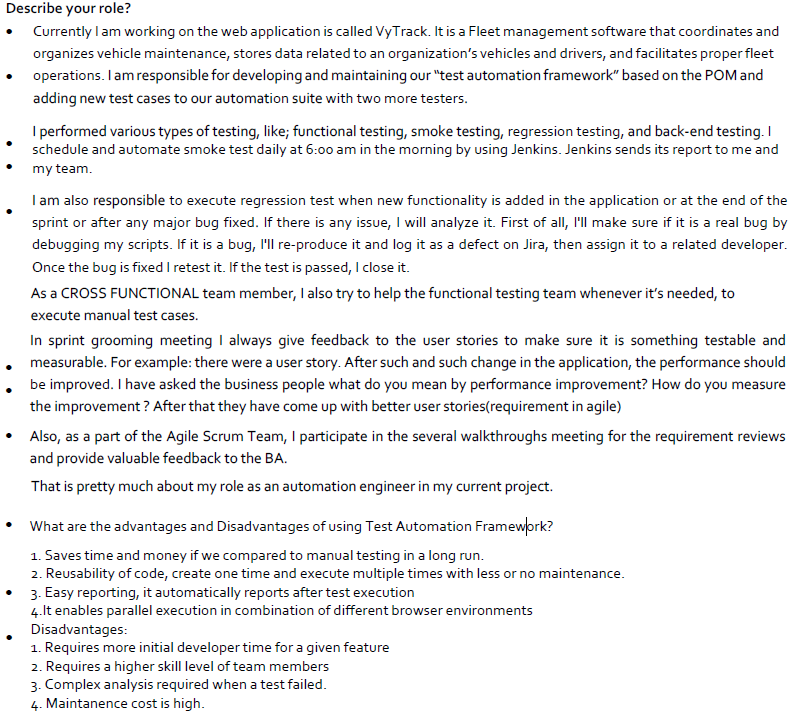 Describe your role?
• Currently I am working on the web application is called VyTrack. It is a Fleet management software that coordinates and
organizes vehicle maintenance, stores data related to an organization's vehicles and drivers, and facilitates proper fleet
• operations. I am responsible for developing and maintaining our "test automation framework" based on the POM and
adding new test cases to our automation suite with two more testers.
I performed various types of testing, like; functional testing, smoke testing, regression testing, and back-end testing. I
• schedule and automate smoke test daily at 6:00 am in the morning by using Jenkins. Jenkins sends its report to me and
• my team.
I am also responsible to execute regression test when new functionality is added in the application or at the end of the
• sprint or after any major bug fixed. If there is any issue, I will analyze it. First of all, I'll make sure if it is a real bug by
debugging my scripts. If it is a bug, I'll re-produce it and log it as a defect on Jira, then assign it to a related developer.
Once the bug is fixed I retest it. If the test is passed, I close it.
As a CROSS FUNCTIONAL team member, I also try to help the functional testing team whenever it's needed, to
execute manual test cases.
In sprint grooming meeting I always give feedback to the user stories to make sure it is something testable and
• measurable. For example: there were a user story. After such and such change in the application, the performance should
• be improved. I have asked the business people what do you mean by performance improvement? How do you measure
the improvement ? After that they have come up with better user stories(requirement in agile)
• Also, as a part of the Agile Scrum Team, I participate in the several walkthroughs meeting for the requirement reviews
and provide valuable feedback to the BA.
That is pretty much about my role as an automation engineer in my current project.
• What are the advantages and Disadvantages of using Test Automation Framework?
1. Saves time and money if we compared to manual testing in a long run.
2. Reusability of code, create one time and execute multiple times with less or no maintenance.
• 3. Easy reporting, it automatically reports after test execution
4.It enables parallel execution in combination of different browser environments
• Disadvantages:
1. Requires more initial developer time for a given feature
2. Requires a higher skill level of team members
3. Complex analysis required when a test failed.
4. Maintanence cost is high.